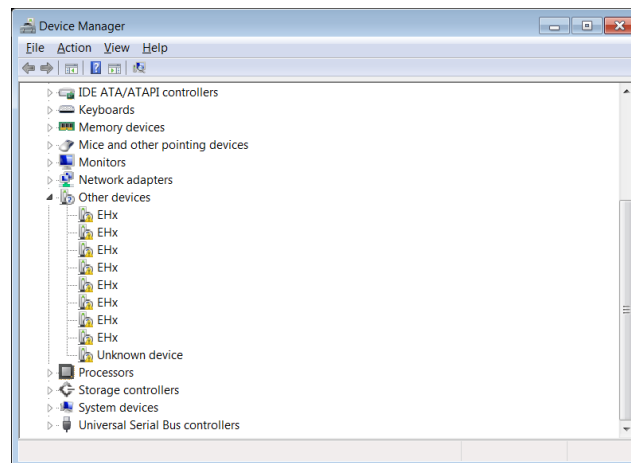 Device Manager
File Action View Help
IDE ATA/ATAPI controllers
Keyboards
Memory devices
Mice and other pointing devices
Monitors
Network adapters
Other devices
EHx
EHx
EHx
EHx
EHx
EHx
EHx
EHx
Unknown device
Processors
Storage controllers
System devices
Universal Serial Bus controllers